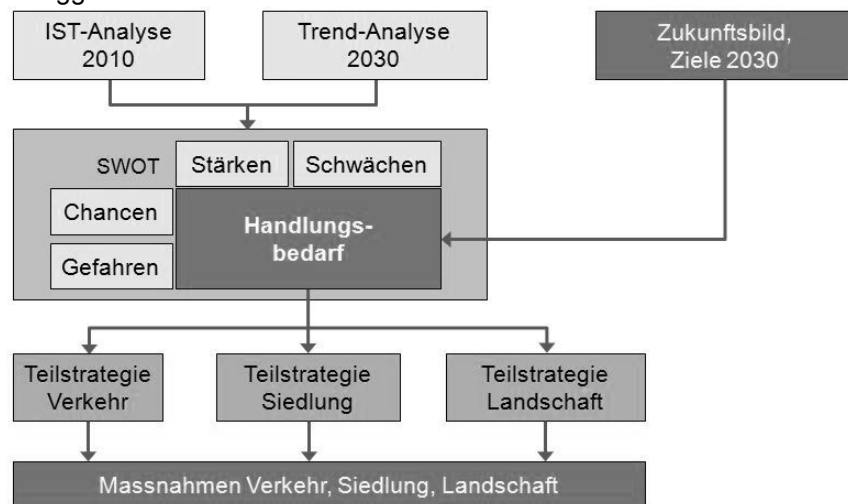 IST-Analyse
2010
Trend-Analyse
2030
Zukunftsbild,
Ziele 2030
SWOT
Stärken
Schwächen
Chancen
Gefahren
Handlungs-
bedarf
Teilstrategie
Verkehr
Teilstrategie
Siedlung
Teilstrategie
Landschaft
Massnahmen Verkehr, Siedlung, Landschaft